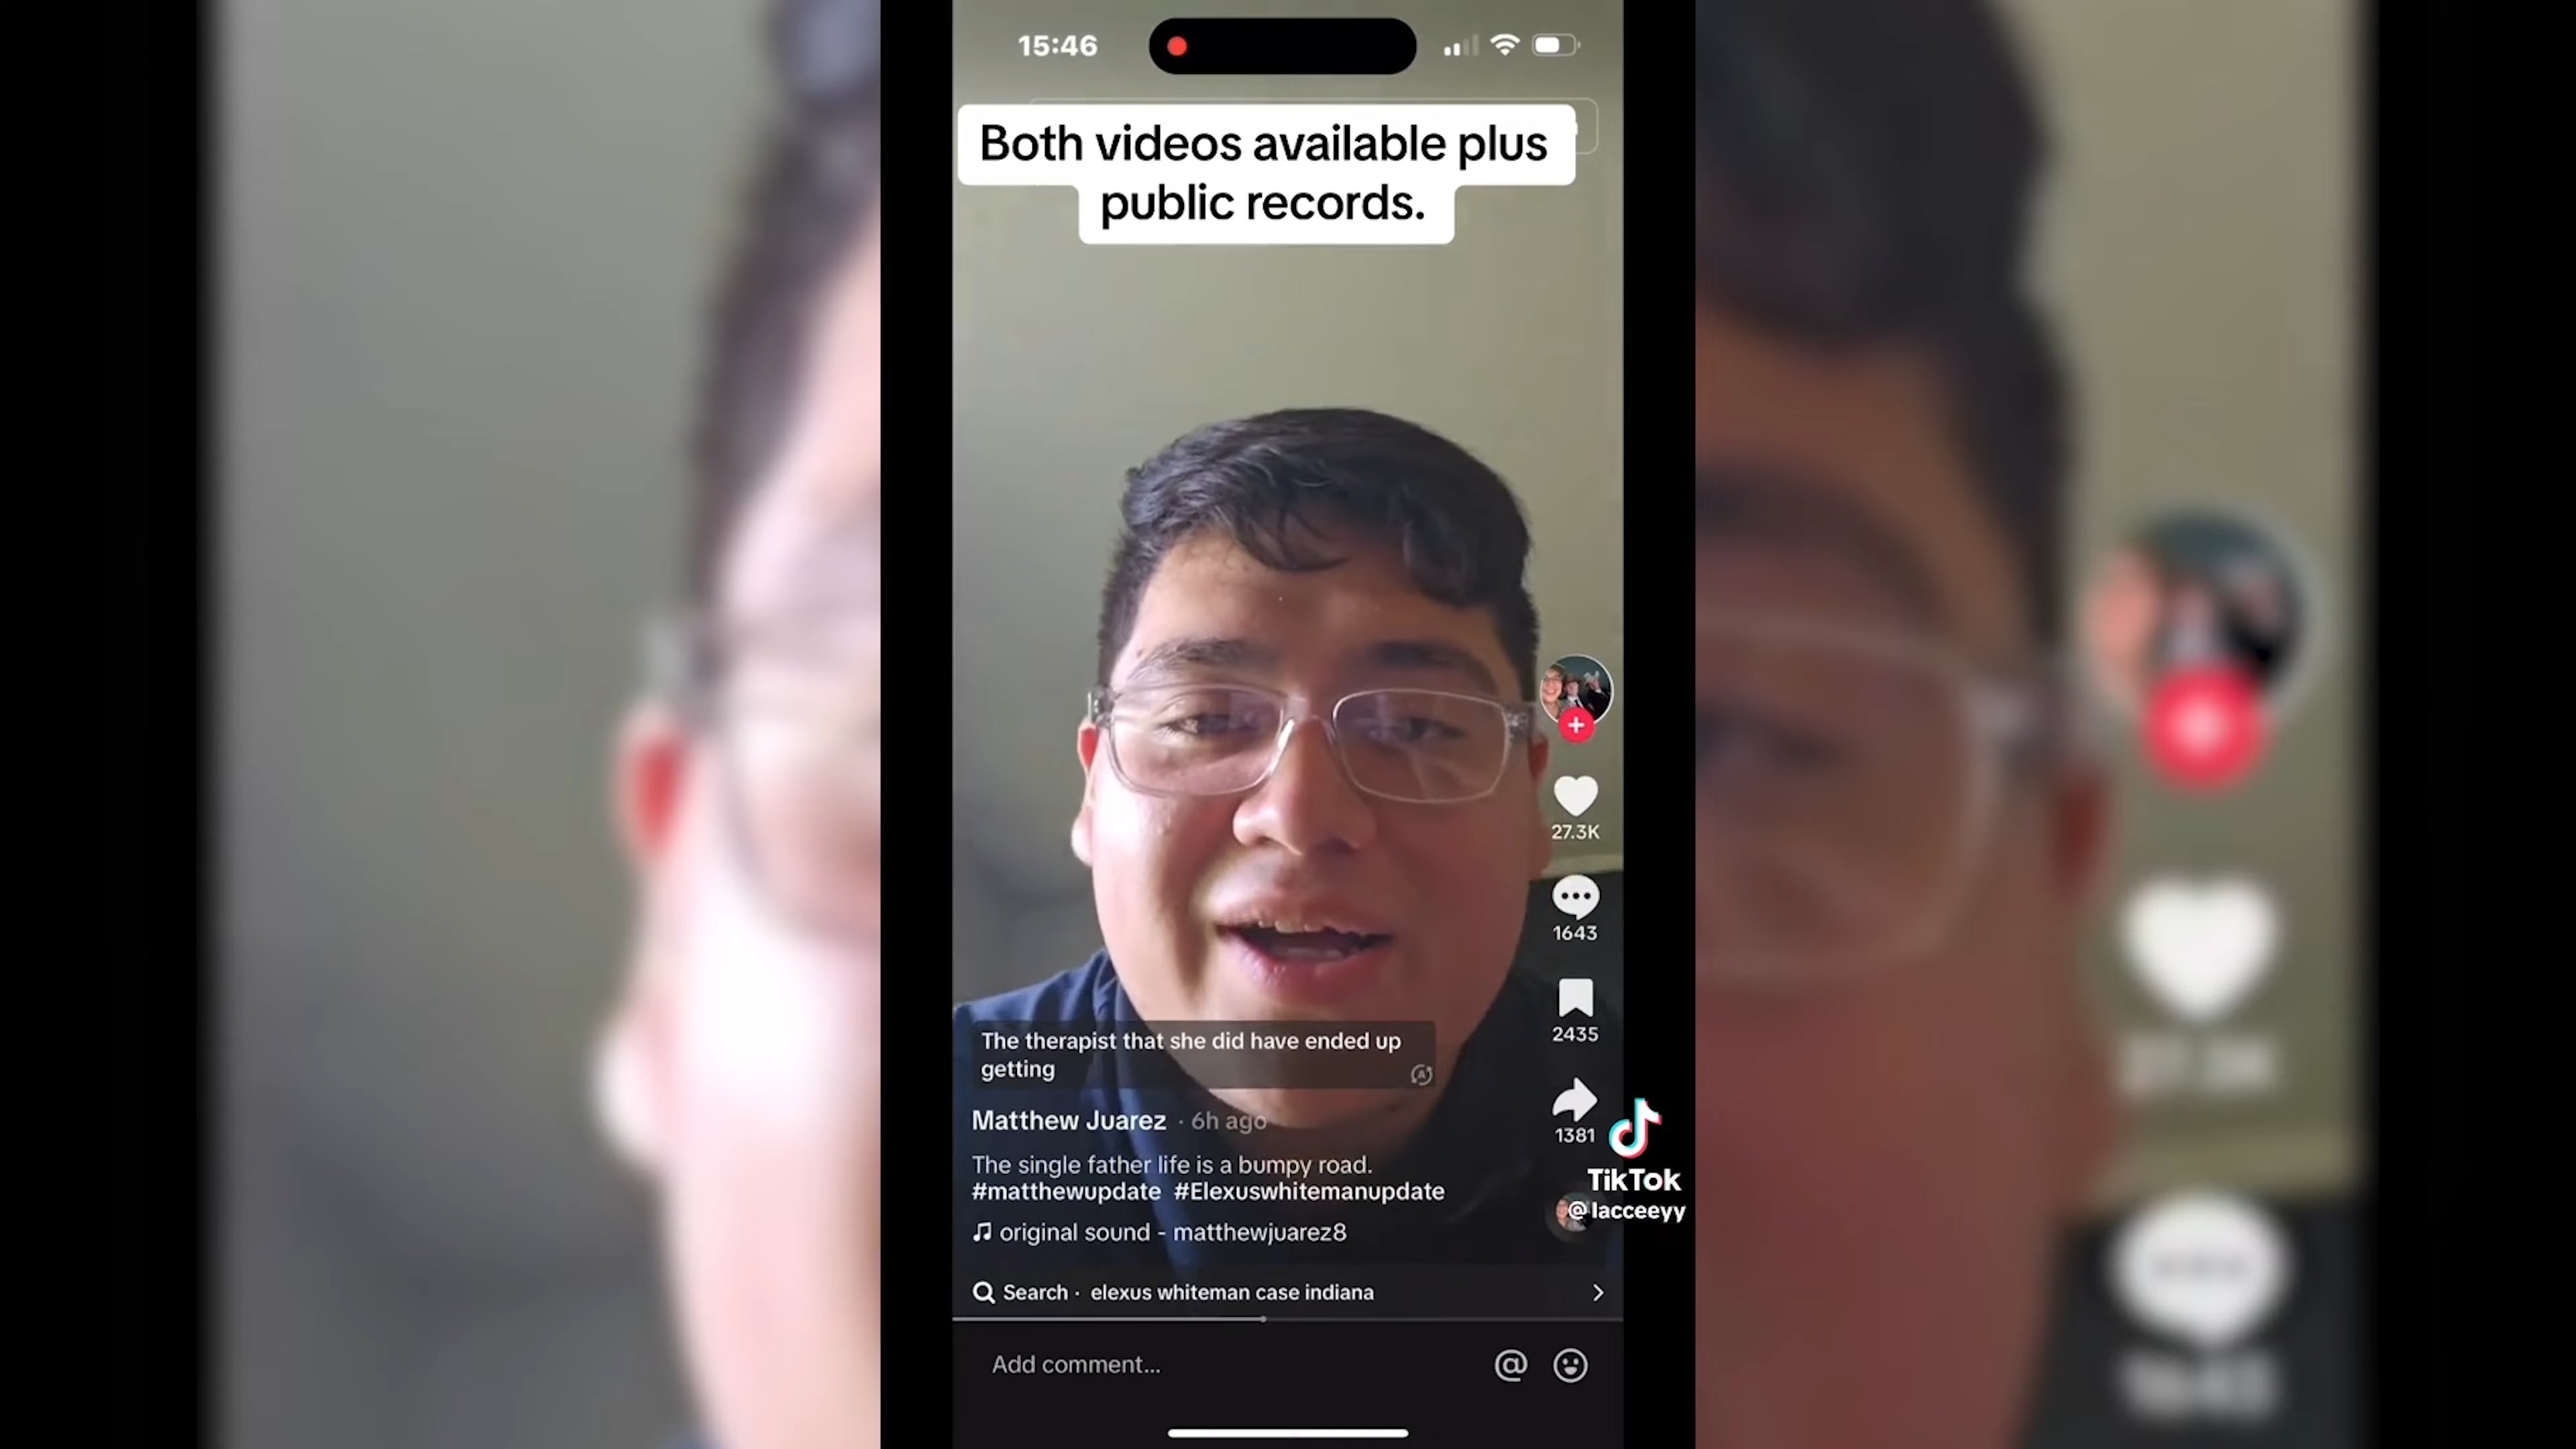 15:46
Both videos available plus
public records.
27.3K
1643
2435
1381
The therapist that she did have ended up
getting
Matthew Juarez · 6h ago
The single father life is a bumpy road.
#matthewupdate #Elexuswhitemanupdate
original sound - matthewjuarez8
TikTok
@lacceeyy
Search · elexus whiteman case indiana
Add comment...